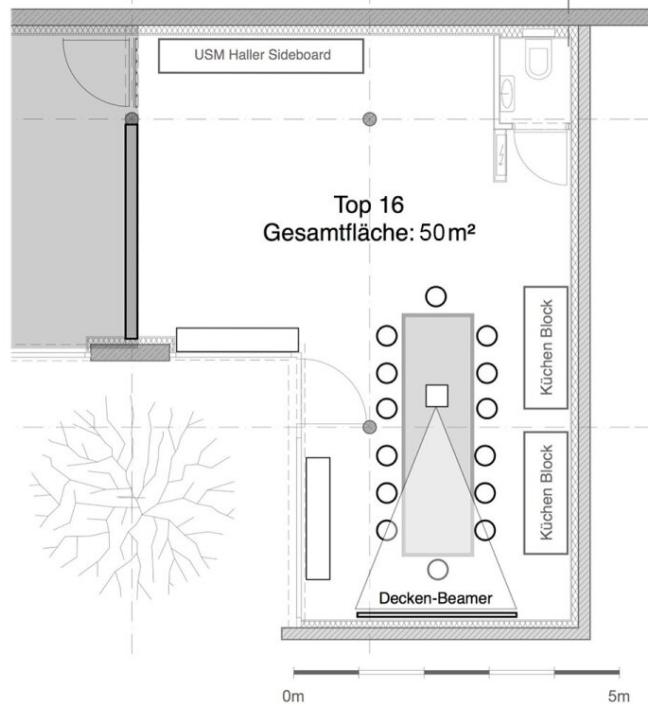 USM Haller Sideboard
Top 16
Gesamtfläche: 50 m²
Küchen Block
Küchen Block
Decken-Beamer
0m
5m